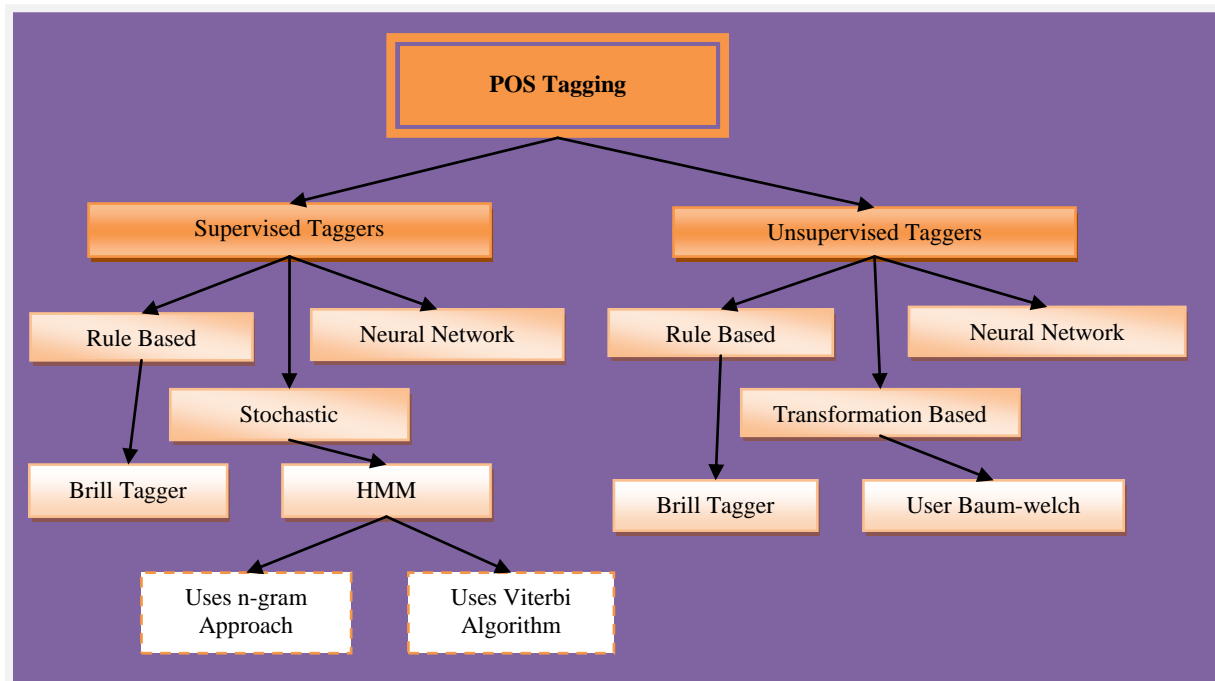 POS Tagging
Supervised Taggers
Unsupervised Taggers
Rule Based
Neural Network
Rule Based
Neural Network
Stochastic
Transformation Based
Brill Tagger
HMM
Brill Tagger
User Baum-welch
Uses n-gram
Approach
Uses Viterbi
Algorithm